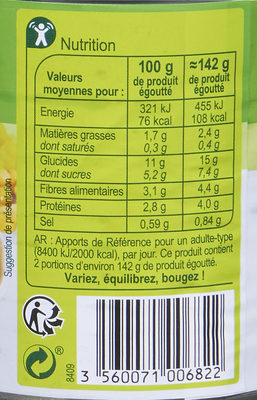 Nutrition
Valeurs moyennes pour : 100 g de produit égoutté ≈142 g de produit égoutté
Energie 321 kJ 76 kcal 455 kJ 108 kcal
Matières grasses 1,7 g 2,4 g
dont saturés 0,3 g 0,4 g
Glucides 11 g 15 g
dont sucres 5,2 g 7,4 g
Fibres alimentaires 3,1 g 4,4 g
Protéines 2,8 g 4,0 g
Sel 0,59 g 0,84 g
AR : Apports de Référence pour un adulte-type
(8400 kJ/2000 kcal), par jour. Ce produit contient
2 portions d'environ 142 g de produit égoutté.
Variez, équilibrez, bougez !
Suggestion de présentation
8409
3 560071 006822